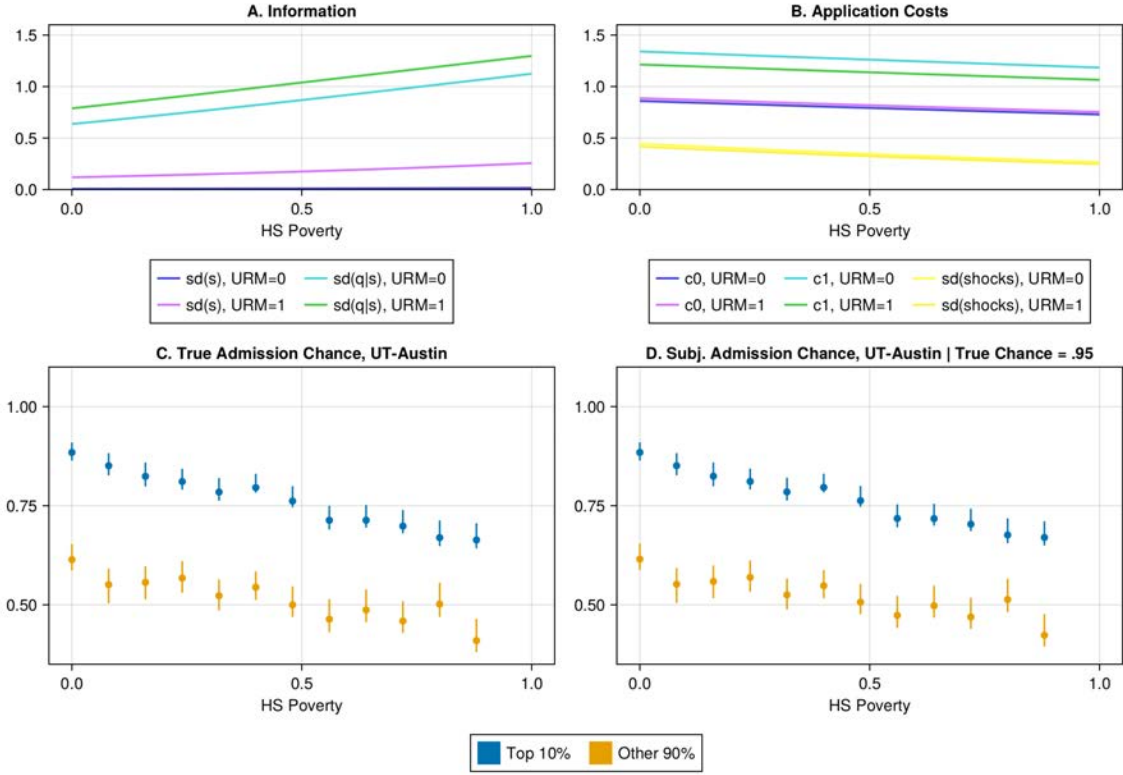 A. Information
1.5
1.0
0.5
0.0
0.0 0.5 1.0
HS Poverty
sd(s), URM=0 sd(q|s), URM=0
sd(s), URM=1 sd(q|s), URM=1
B. Application Costs
1.5
1.0
0.5
0.0
0.0 0.5 1.0
HS Poverty
c0, URM=0 c1, URM=0 sd(shocks), URM=0
c0, URM=1 c1, URM=1 sd(shocks), URM=1
C. True Admission Chance, UT-Austin
1.00
0.75
0.50
0.0 0.5 1.0
HS Poverty
D. Subj. Admission Chance, UT-Austin | True Chance = .95
1.00
0.75
0.50
0.0 0.5 1.0
HS Poverty
Top 10% Other 90%